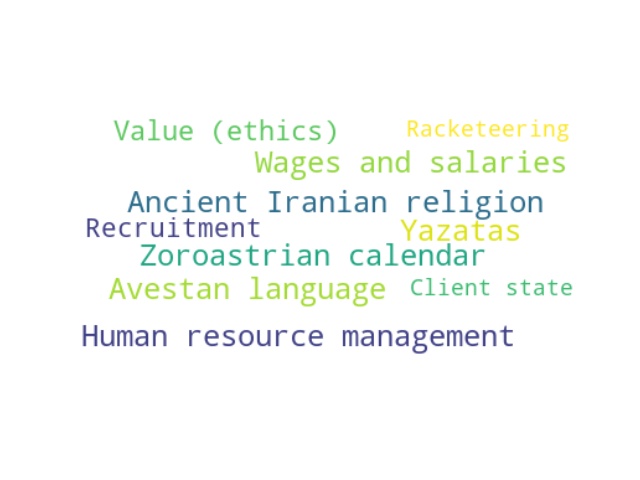 Value (ethics)
Racketeering
Wages and salaries
Ancient Iranian religion
Recruitment
Yazatas
Zoroastrian calendar
Avestan language
Client state
Human resource management